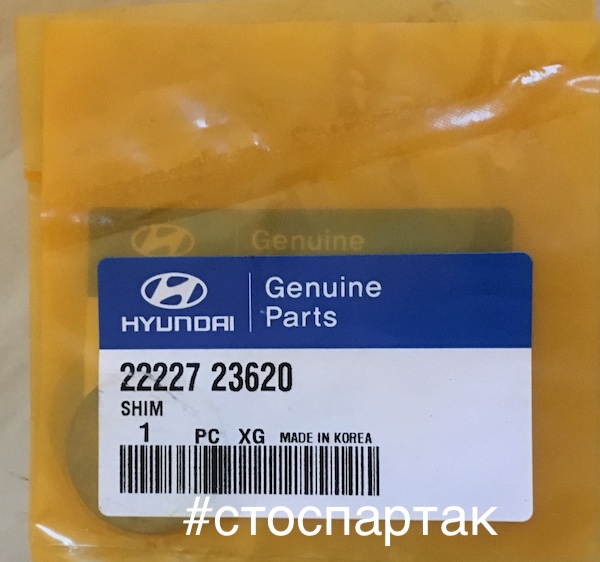 Genuine
HYUNDAI
Genuine
Parts
22227 23620
SHIM
1 PC XG MADE IN KOREA
#стоспартак